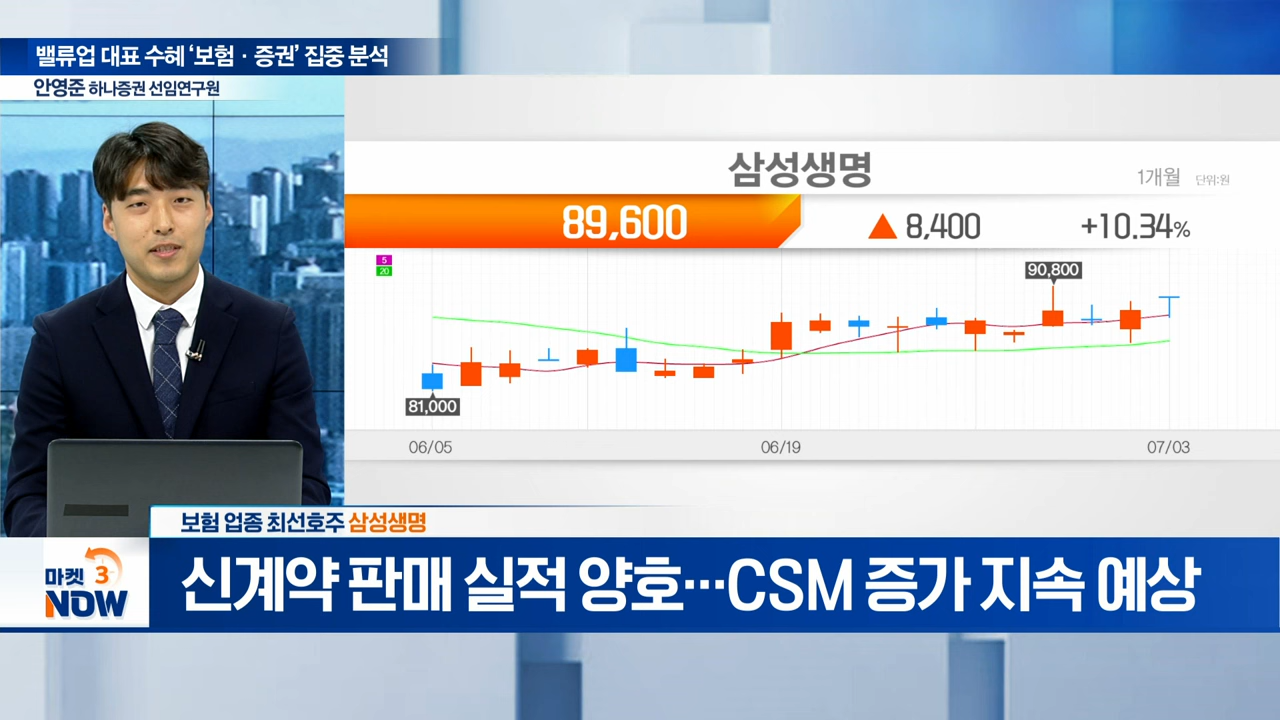 밸류업 대표 수혜 ‘보험·증권’ 집중 분석
안영준 하나증권 선임연구원
삼성생명
1개월 단위:원
89,600 ▲ 8,400 +10.34%
5
20
90,800
81,000
06/05 06/19 07/03
보험 업종 최선호주 삼성생명
신계약 판매 실적 양호…CSM 증가 지속 예상
마켓 3
NOW